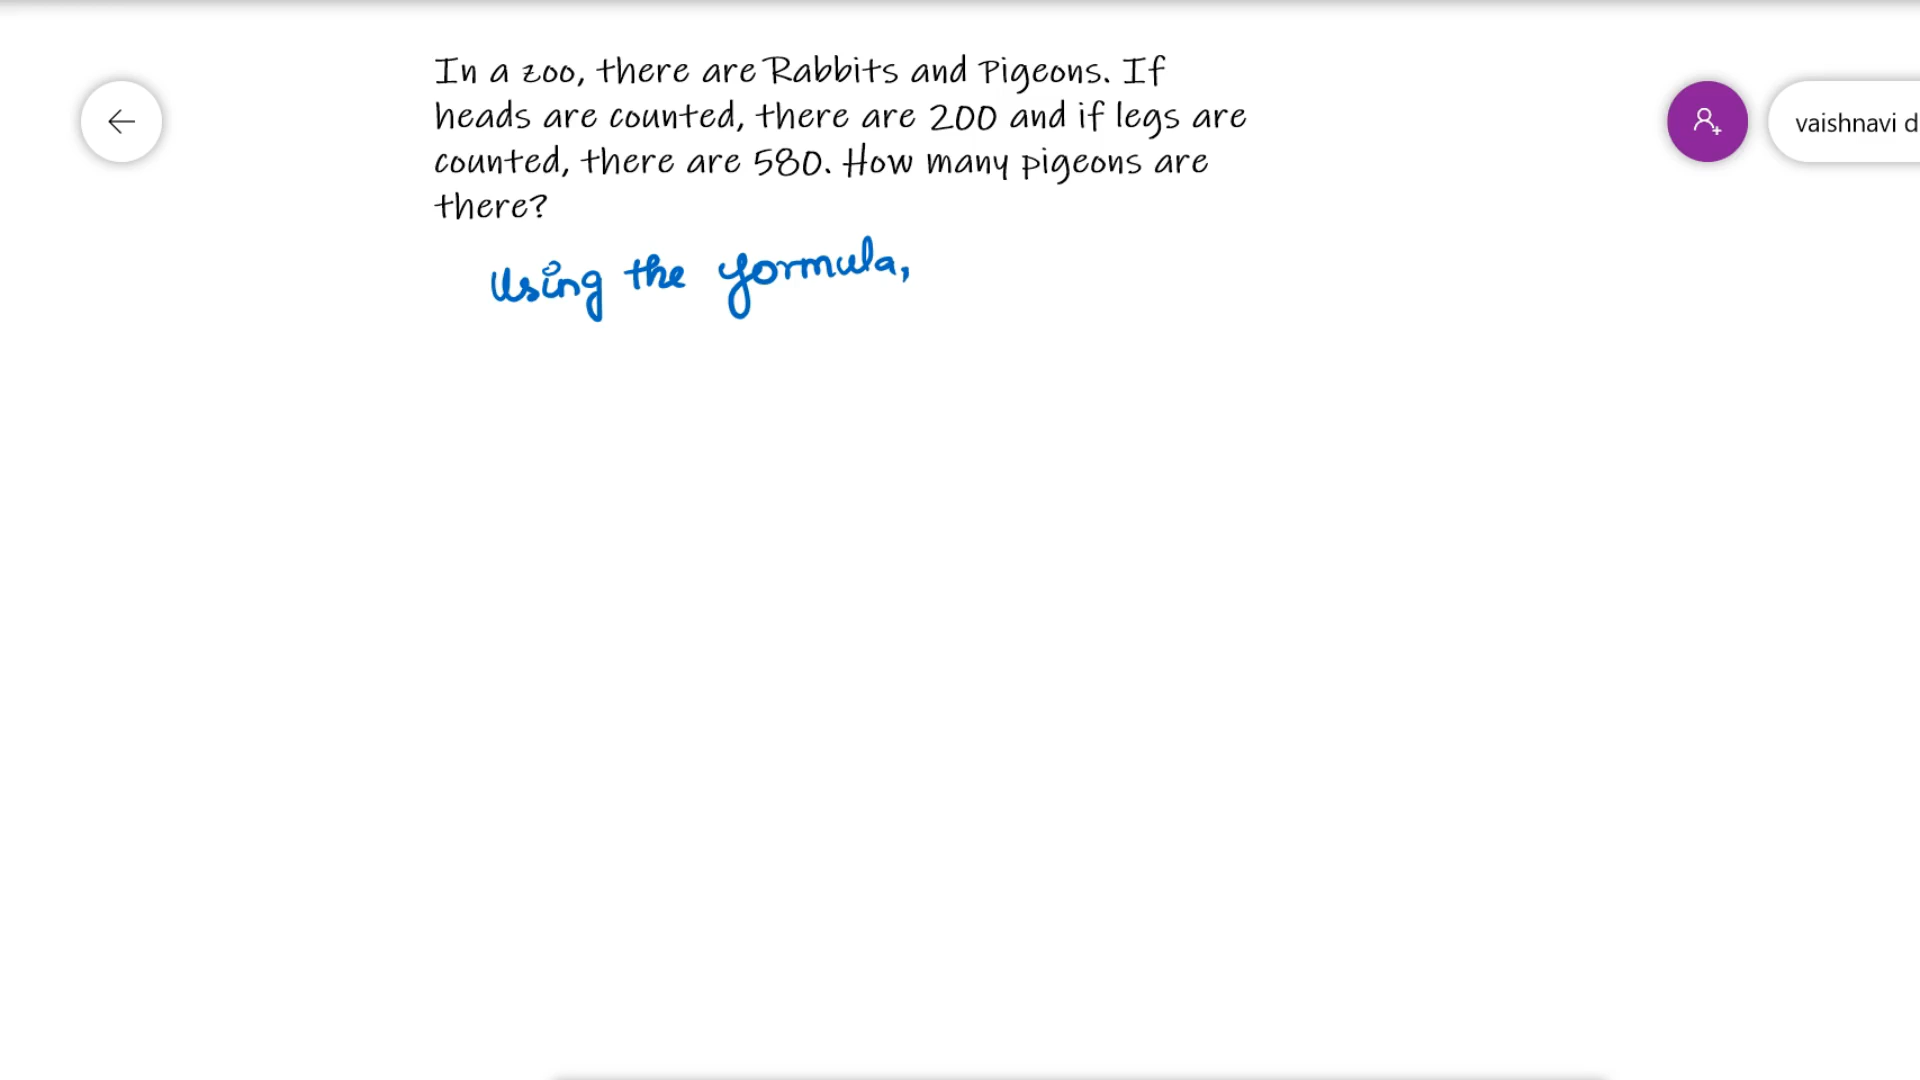 In a zoo, there are Rabbits and Pigeons. If
heads are counted, there are 200 and if legs are
counted, there are 580. How many pigeons are
there?
Using the formula,
vaishnavi d